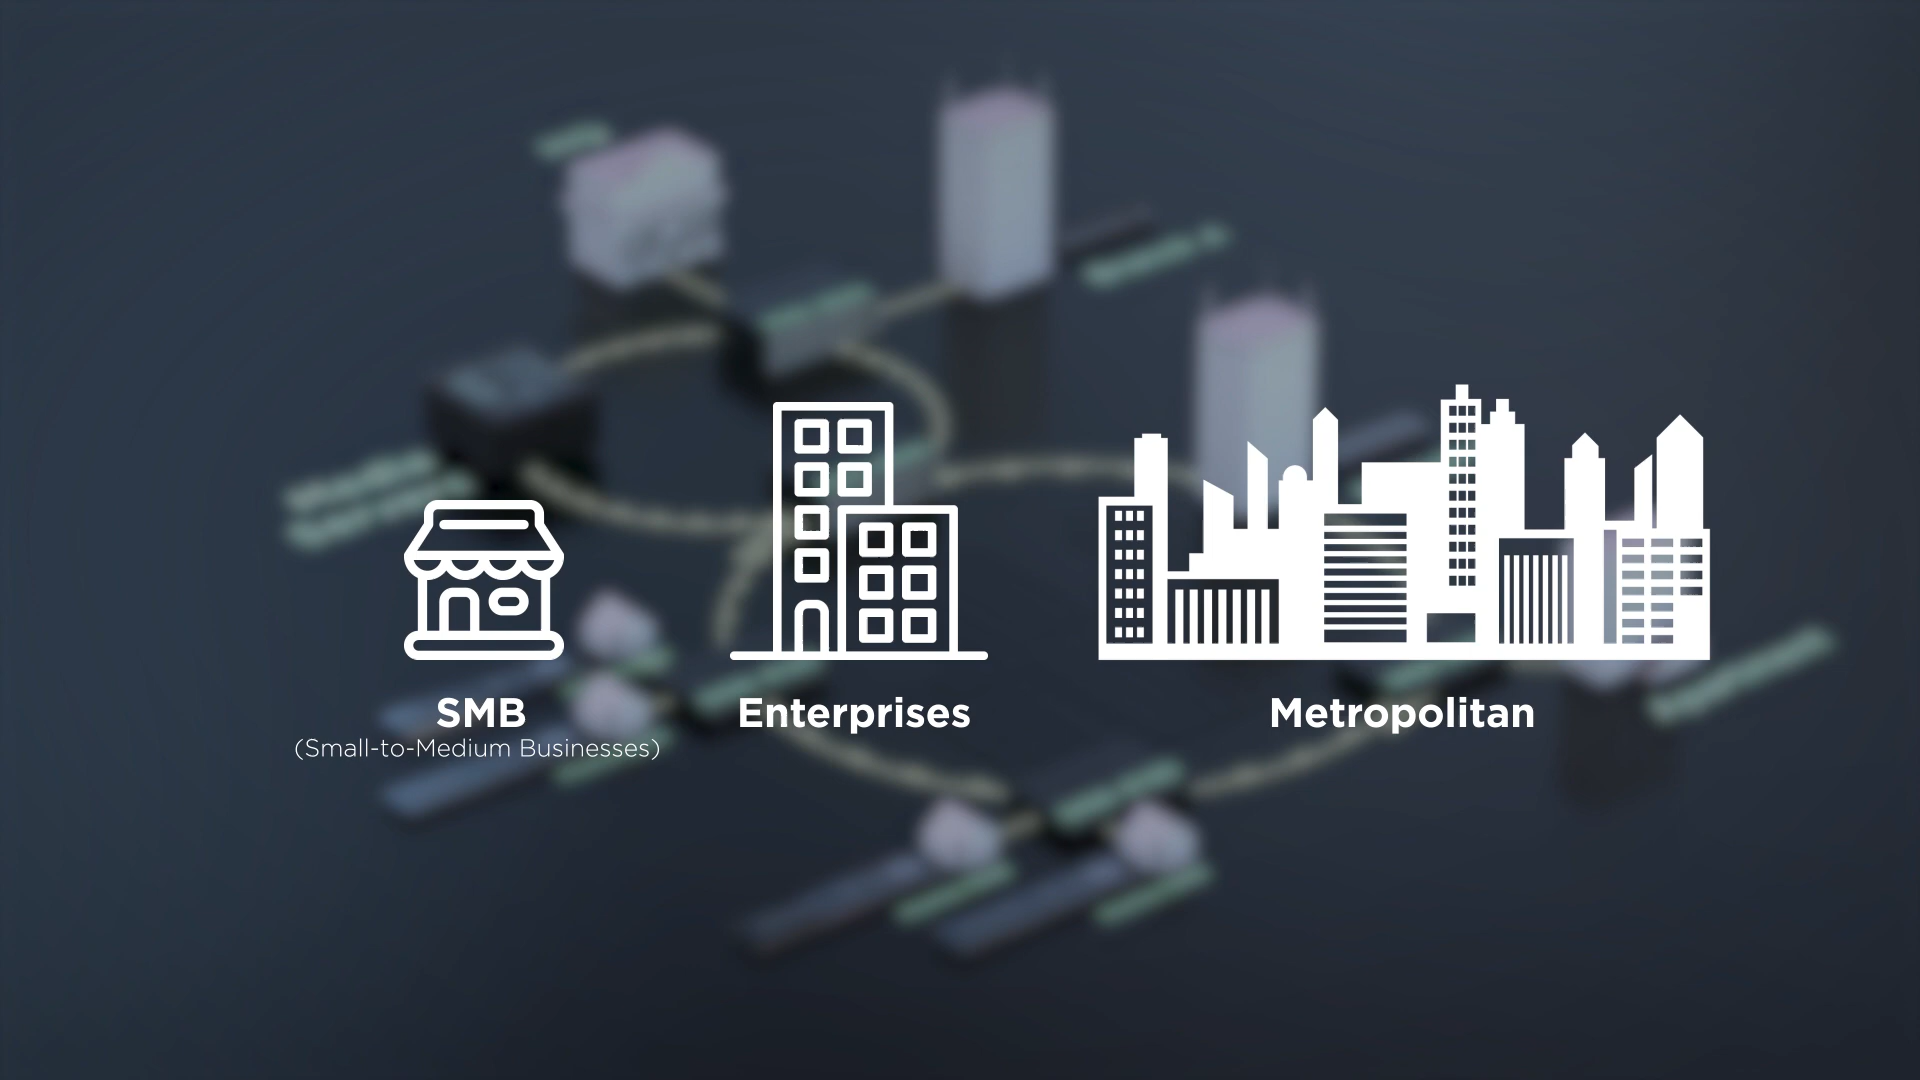 SMB
(Small-to-Medium Businesses)
Enterprises
Metropolitan